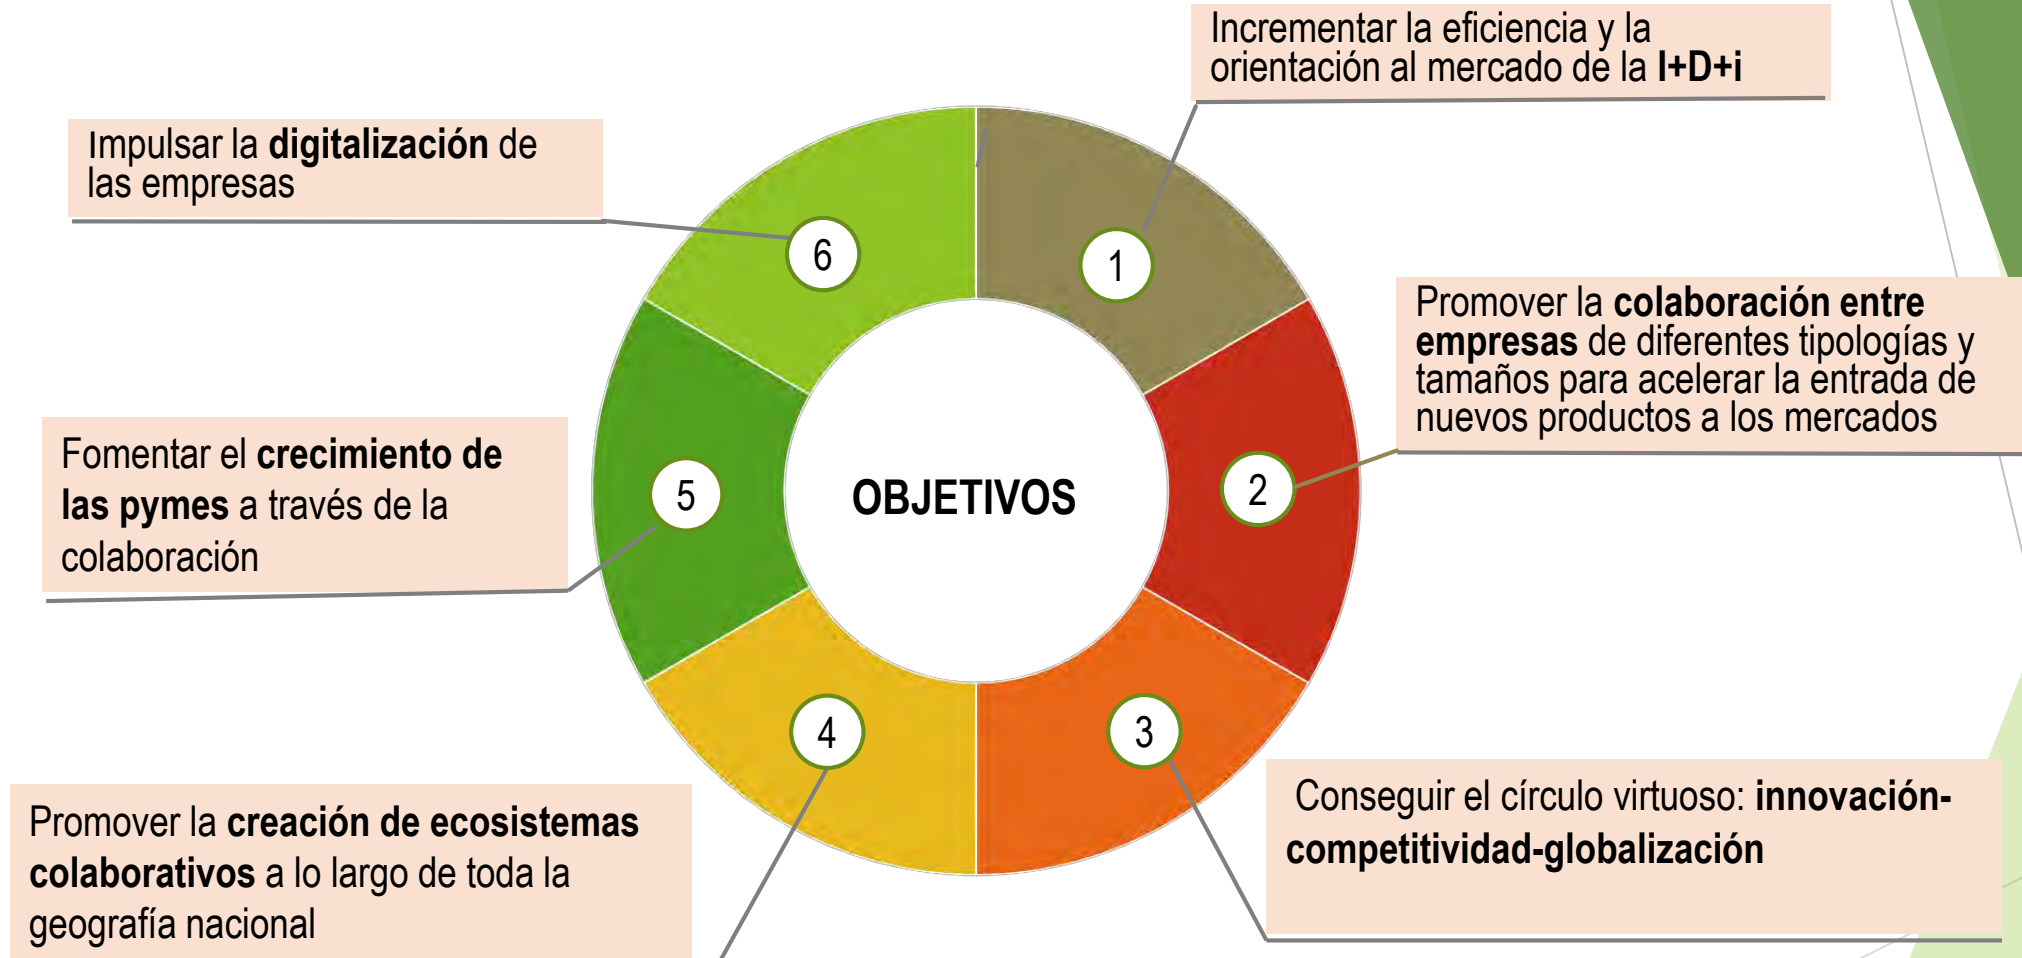 Incrementar la eficiencia y la
orientación al mercado de la I+D+i
Impulsar la digitalización de
las empresas
6
1
Promover la colaboración entre
empresas de diferentes tipologías y
tamaños para acelerar la entrada de
nuevos productos a los mercados
Fomentar el crecimiento de
las pymes a través de la
colaboración
5
OBJETIVOS
2
4
3
Promover la creación de ecosistemas
colaborativos a lo largo de toda la
geografía nacional
Conseguir el círculo virtuoso: innovación-
competitividad-globalización